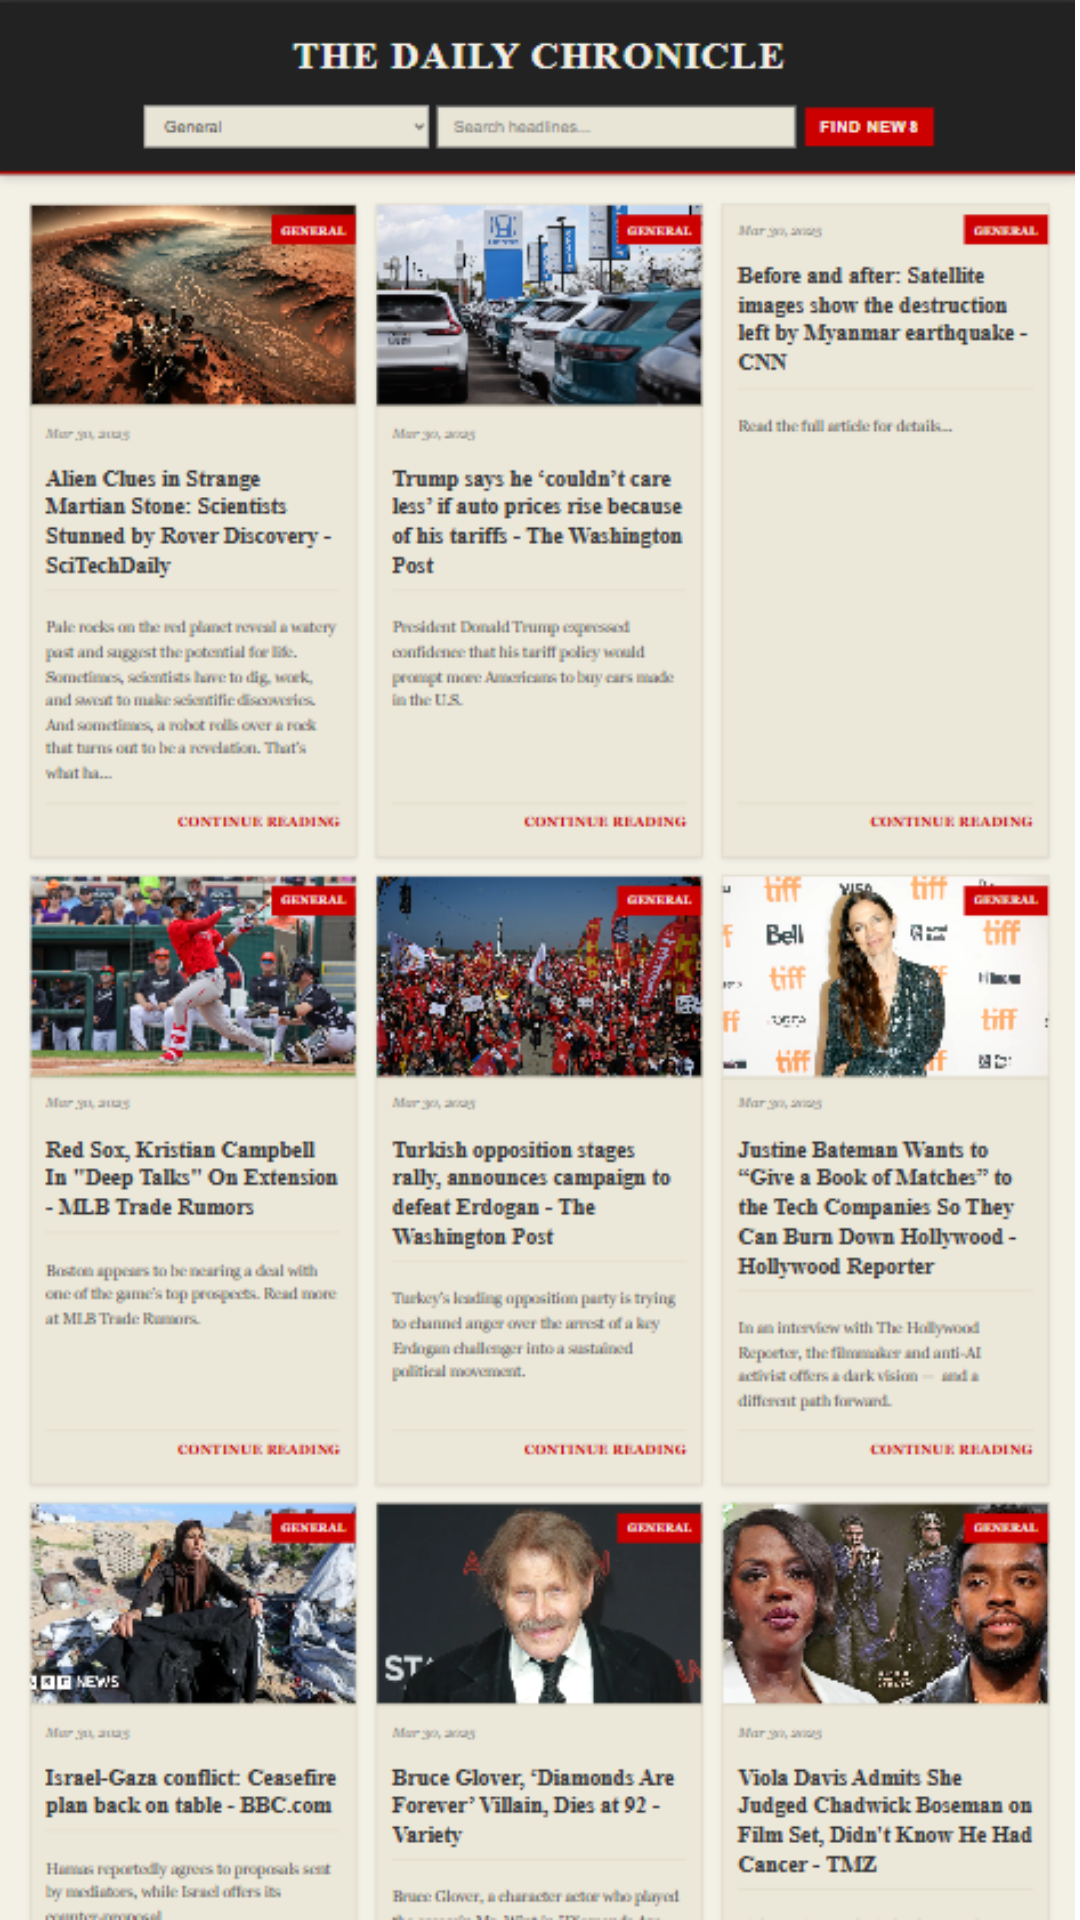 THE DAILY CHRONICLE
General
Search headlines...
FIND NEWS
GENERAL
Mar 30, 2025
Alien Clues in Strange
Martian Stone: Scientists
Stunned by Rover Discovery -
SciTechDaily
Pale rocks on the red planet reveal a watery
past and suggest the potential for life.
Sometimes, scientists have to dig, work,
and sweat to make scientific discoveries.
And sometimes, a robot rolls over a rock
that turns out to be a revelation. That's
what ha...
CONTINUE READING
GENERAL
Mar 30, 2025
Trump says he ‘couldn’t care
less’ if auto prices rise because
of his tariffs - The Washington
Post
President Donald Trump expressed
confidence that his tariff policy would
prompt more Americans to buy cars made
in the U.S.
CONTINUE READING
GENERAL
Mar 30, 2025
Before and after: Satellite
images show the destruction
left by Myanmar earthquake -
CNN
Read the full article for details...
CONTINUE READING
GENERAL
Mar 30, 2025
Red Sox, Kristian Campbell
In "Deep Talks" On Extension
- MLB Trade Rumors
Boston appears to be nearing a deal with
one of the game's top prospects. Read more
at MLB Trade Rumors.
CONTINUE READING
GENERAL
Mar 30, 2025
Turkish opposition stages
rally, announces campaign to
defeat Erdogan - The
Washington Post
Turkey's leading opposition party is trying
to channel anger over the arrest of a key
Erdogan challenger into a sustained
political movement.
CONTINUE READING
tiff
VISA
tiff
GENERAL
Bell
tiff
tiff
tiff
tiff
Mar 30, 2025
Justine Bateman Wants to
“Give a Book of Matches” to
the Tech Companies So They
Can Burn Down Hollywood -
Hollywood Reporter
In an interview with The Hollywood
Reporter, the filmmaker and anti-AI
activist offers a dark vision — and a
different path forward.
CONTINUE READING
GENERAL
NEWS
Mar 30, 2025
Israel-Gaza conflict: Ceasefire
plan back on table - BBC.com
Hamas reportedly agrees to proposals sent
by mediators, while Israel offers its
counter-proposal
GENERAL
Mar 30, 2025
Bruce Glover, ‘Diamonds Are
Forever’ Villain, Dies at 92 -
Variety
Bruce Glover, a character actor who played
GENERAL
Mar 30, 2025
Viola Davis Admits She
Judged Chadwick Boseman on
Film Set, Didn't Know He Had
Cancer - TMZ